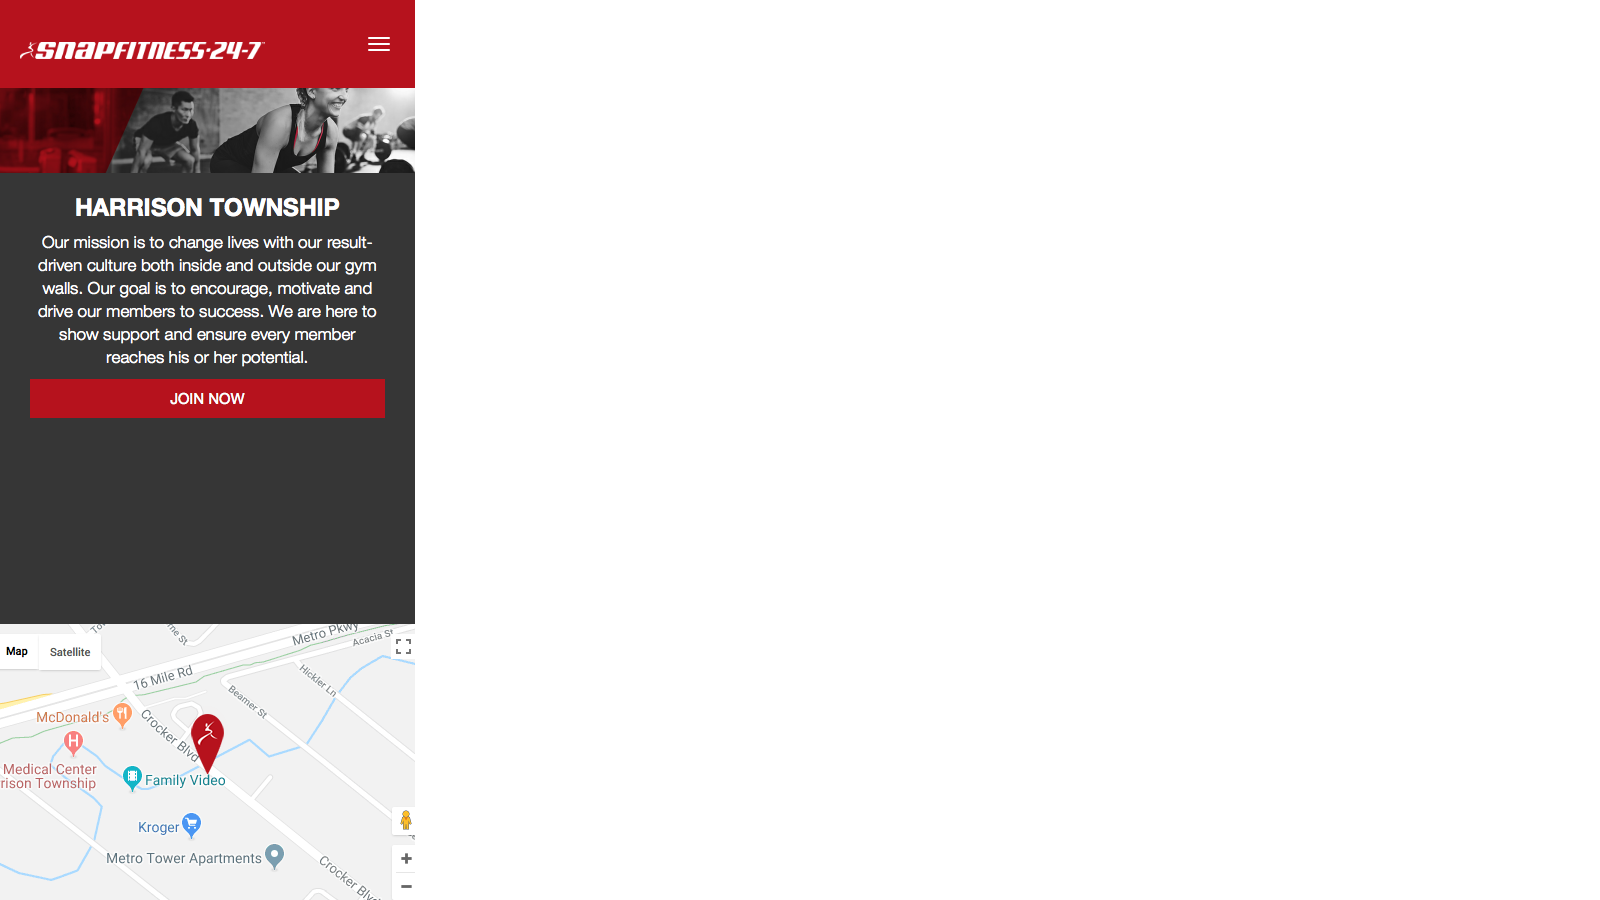 SNAPFITNESS·24-7
HARRISON TOWNSHIP
Our mission is to change lives with our result-
driven culture both inside and outside our gym
walls. Our goal is to encourage, motivate and
drive our members to success. We are here to
show support and ensure every member
reaches his or her potential.
JOIN NOW
Map
Satellite
Metro Pkwy
Acacia St
16 Mile Rd
Hickler Ln
Beamer St
McDonald's
Crocker Blvd
H
Medical Center
rison Township
Family Video
Kroger
Metro Tower Apartments
Crocker Blvd